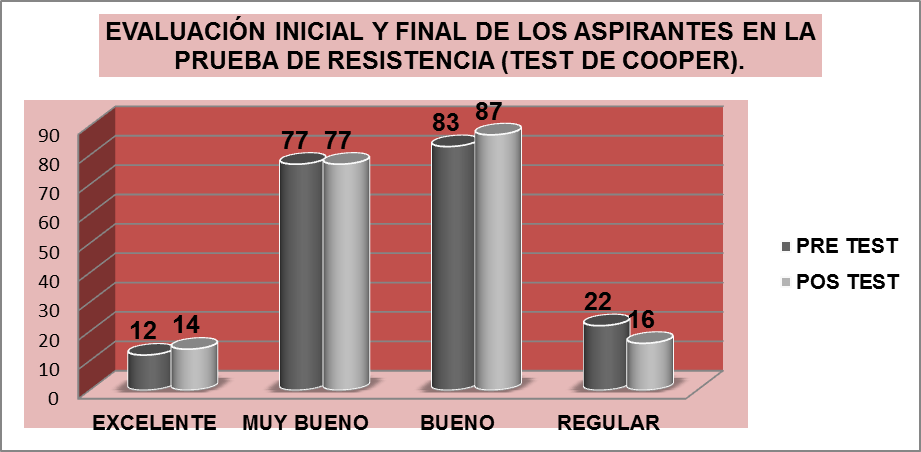 EVALUACIÓN INICIAL Y FINAL DE LOS ASPIRANTES EN LA
PRUEBA DE RESISTENCIA (TEST DE COOPER).
90
80
70
60
50
40
30
20
10
0
12
14
77
77
83
87
22
16
EXCELENTE
MUY BUENO
BUENO
REGULAR
PRE TEST
POS TEST